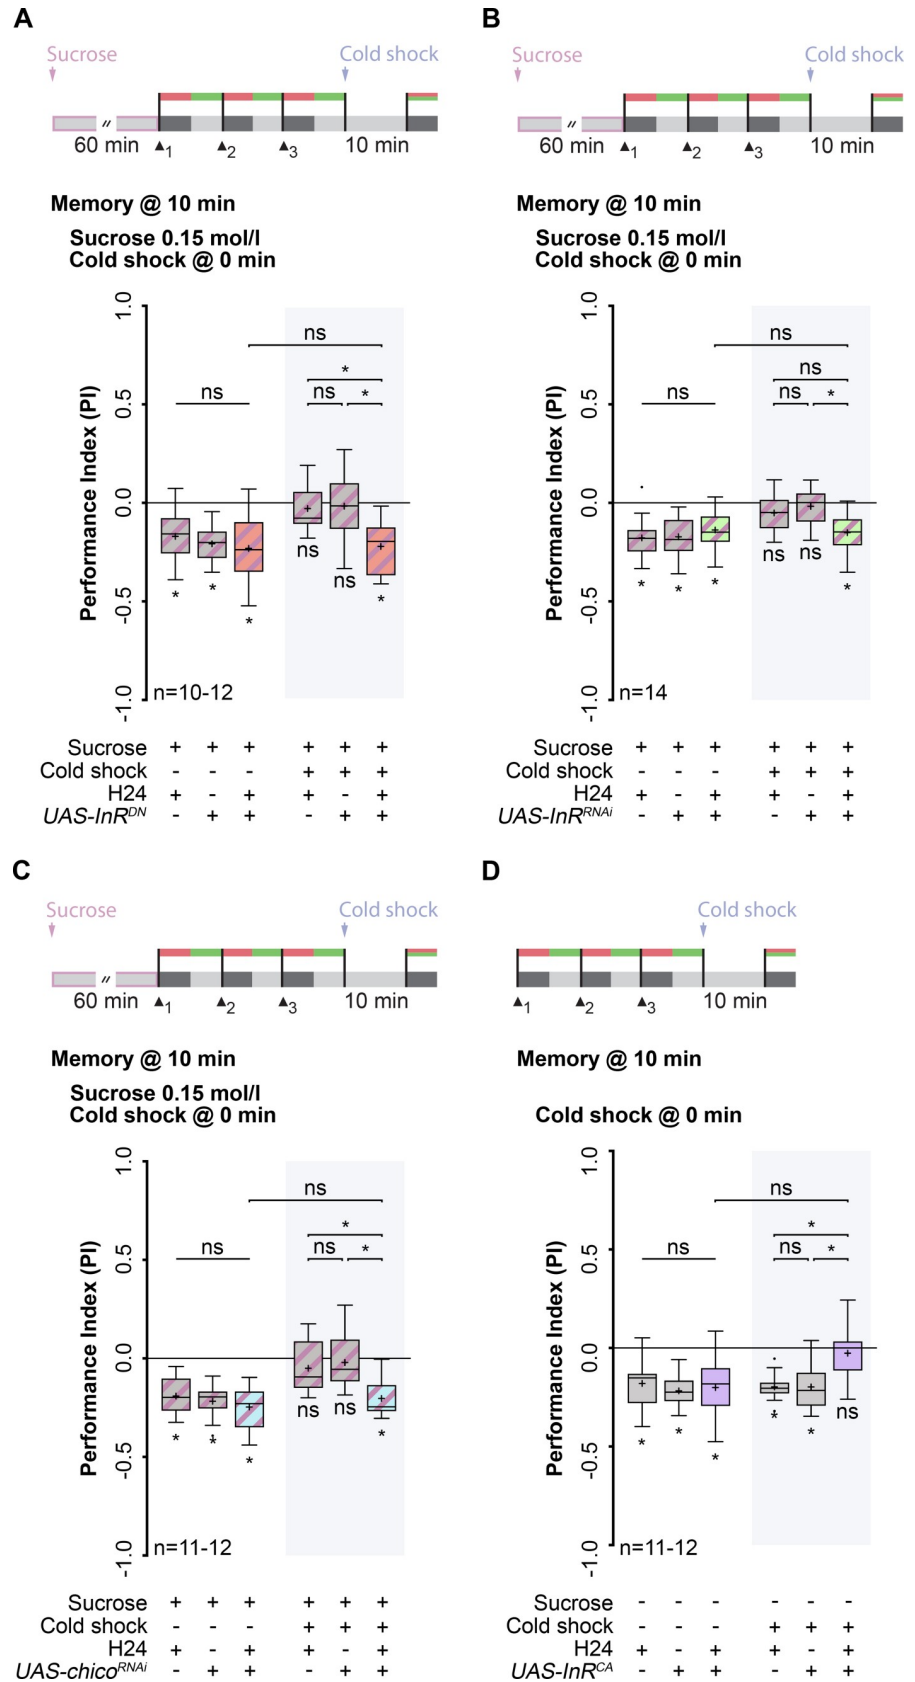 A
Sucrose
Cold shock
//
60 min ▲1 ▲2 ▲3 10 min
Memory @ 10 min
Sucrose 0.15 mol/l
Cold shock @ 0 min
Performance Index (PI)
1.0
0.5
0.0
-0.5
-1.0
ns
*
ns ns *
ns
ns
* * * *
n=10-12
Sucrose + + + + + +
Cold shock - - - + + +
H24 + - + + - +
UAS-InR^DN - + + - + +
B
Sucrose
Cold shock
//
60 min ▲1 ▲2 ▲3 10 min
Memory @ 10 min
Sucrose 0.15 mol/l
Cold shock @ 0 min
Performance Index (PI)
1.0
0.5
0.0
-0.5
-1.0
ns
ns
ns ns *
ns ns
* * * *
n=14
Sucrose + + + + + +
Cold shock - - - + + +
H24 + - + + - +
UAS-InR^RNAi - + + - + +
C
Sucrose
Cold shock
//
60 min ▲1 ▲2 ▲3 10 min
Memory @ 10 min
Sucrose 0.15 mol/l
Cold shock @ 0 min
Performance Index (PI)
1.0
0.5
0.0
-0.5
-1.0
ns
*
ns ns *
ns ns
* * * *
n=11-12
Sucrose + + + + + +
Cold shock - - - + + +
H24 + - + + - +
UAS-chico^RNAi - + + - + +
D
Cold shock
▲1 ▲2 ▲3 10 min
Memory @ 10 min
Cold shock @ 0 min
Performance Index (PI)
1.0
0.5
0.0
-0.5
-1.0
ns
*
ns ns *
* * * * * ns
n=11-12
Sucrose - - - - - -
Cold shock - - - + + +
H24 + - + + - +
UAS-InR^CA - + + - + +